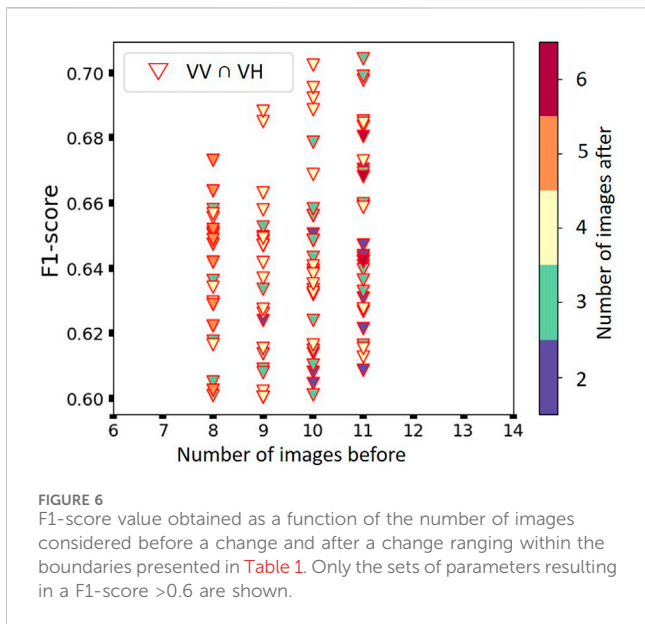 VV ∩ VH
0.70
0.68
0.66
0.64
0.62
0.60
F1-score
6 7 8 9 10 11 12 13 14
Number of images before
6
5
4
3
2
Number of images after
FIGURE 6
F1-score value obtained as a function of the number of images
considered before a change and after a change ranging within the
boundaries presented in Table 1. Only the sets of parameters resulting
in a F1-score >0.6 are shown.